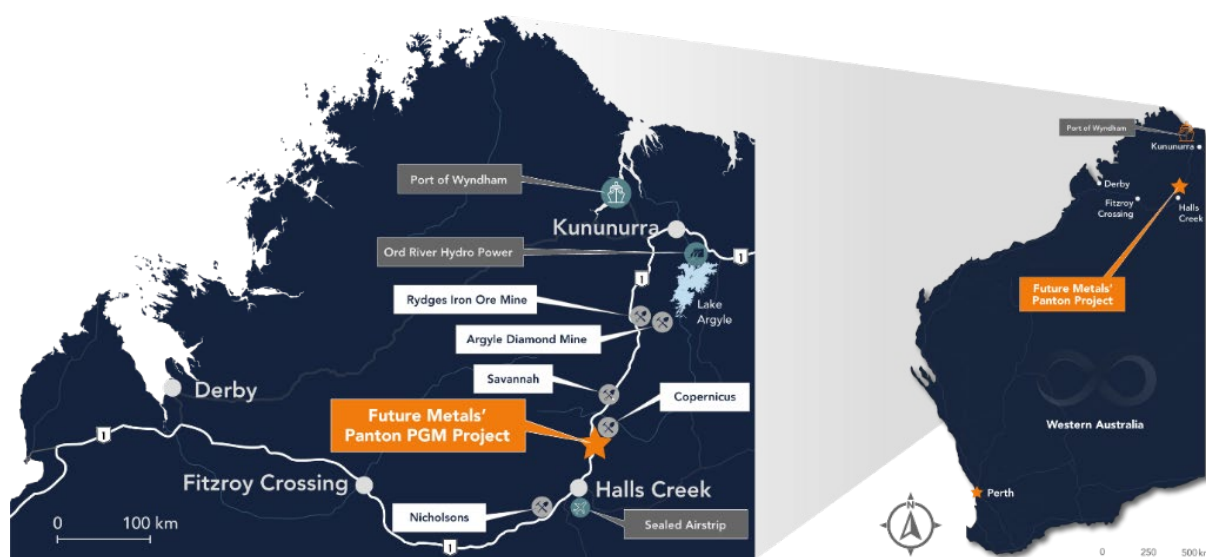 Port of Wyndham
Kununurra
Ord River Hydro Power
1
1
Rydges Iron Ore Mine
Lake
Argyle
Argyle Diamond Mine
Savannah
Copernicus
Derby
Future Metals'
Panton PGM Project
1
Fitzroy Crossing
Halls Creek
Nicholsons
Sealed Airstrip
0 100 km
1
Port of Wyndham
Kununurra
Derby
Fitzroy
Crossing
Halls
Creek
Future Metals'
Panton Project
Western Australia
Perth
N
0 250 500 km